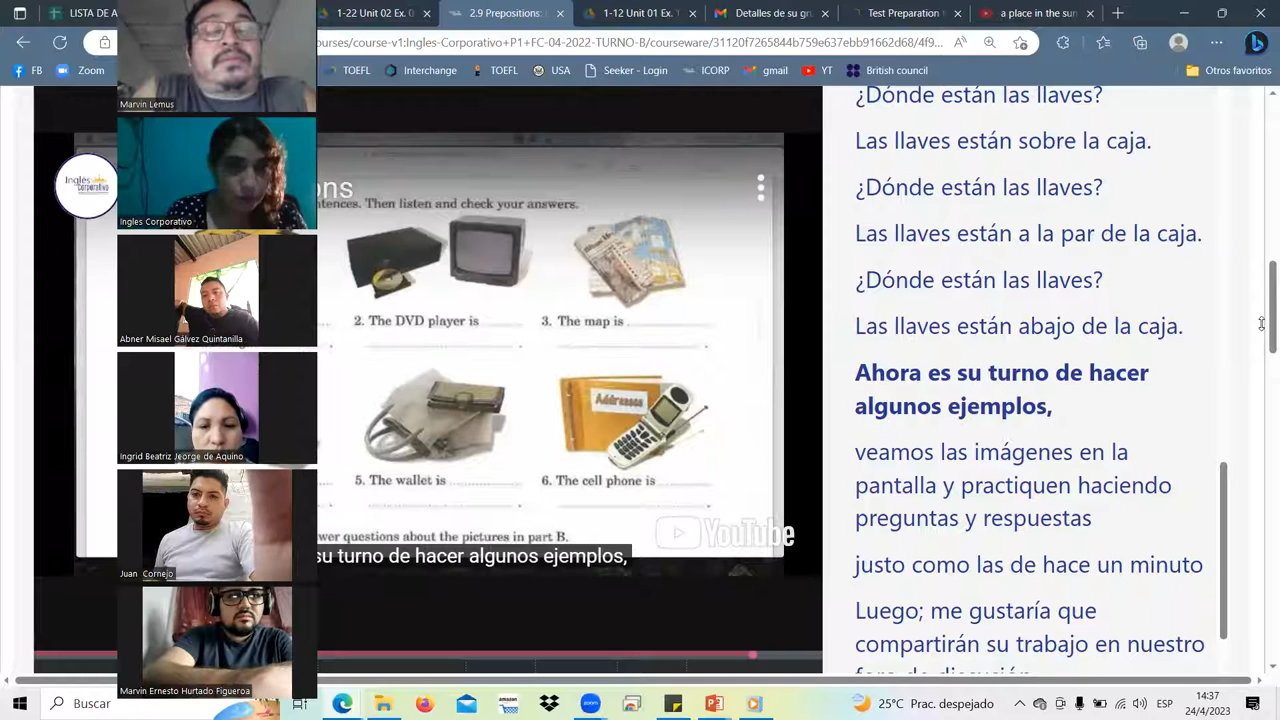 LISTA DE A
1-22 Unit 02 Ex. G
2.9 Prepositions:
1-12 Unit 01 Ex.
Detalles de su gr
rain in the sum
ourses/course-v1:Ingles-Corporativo+P1+FC-04-2022-TURNO-B/courseware/31120f7265844b759e637ebb91662d68/4f9...
FB
Zoom
TOEFL
Interchange
TOEFL
USA
Seeker - Login
ICORP
gmail
YT
British council
Otros favoritos
Marvin Lemus
Ingles Corporativo
Abner Misael Gálvez Quintanilla
Ingrid Beatriz Jeorge de Aquino
Juan Cornejo
Marvin Ernesto Hurtado Figueroa
Inglés
Corporativo
ons
ntences. Then listen and check your answers.
2. The DVD player is
3. The map is
Addresses
5. The wallet is
6. The cell phone is
wer questions about the pictures in part B.
YouTube
su turno de hacer algunos ejemplos,
¿Dónde están las llaves?
Las llaves están sobre la caja.
¿Dónde están las llaves?
Las llaves están a la par de la caja.
¿Dónde están las llaves?
Las llaves están abajo de la caja.
Ahora es su turno de hacer
algunos ejemplos,
veamos las imágenes en la
pantalla y practiquen haciendo
preguntas y respuestas
justo como las de hace un minuto
Luego; me gustaría que
compartirán su trabajo en nuestro
foro de discusión
Buscar
amazon
zoom
25°C Prac. despejado
ESP
14:37
24/4/2023